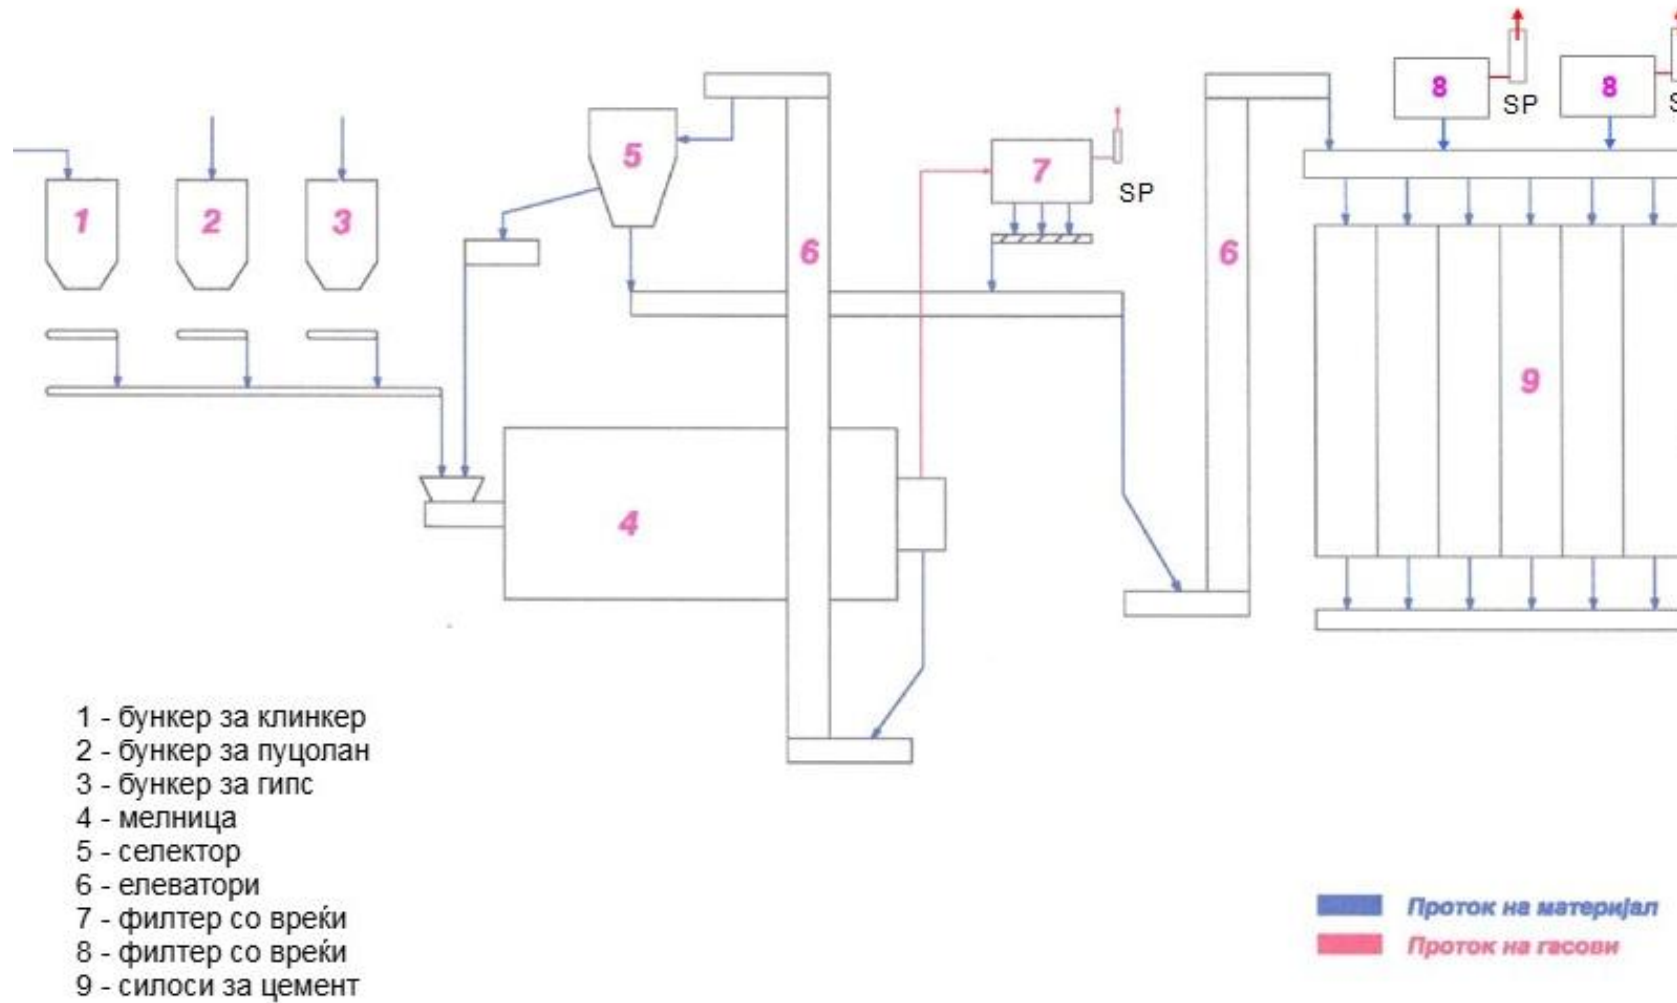 8
8
SP
S
5
7
SP
1
2
3
6
6
9
4
1 - бункер за клинкер
2 - бункер за пуцолан
3 - бункер за гипс
4 - мелница
5 - селектор
6 - елеватори
7 - филтер со вреќи
8 - филтер со вреќи
9 - силоси за цемент
Проток на материјал
Проток на гасови